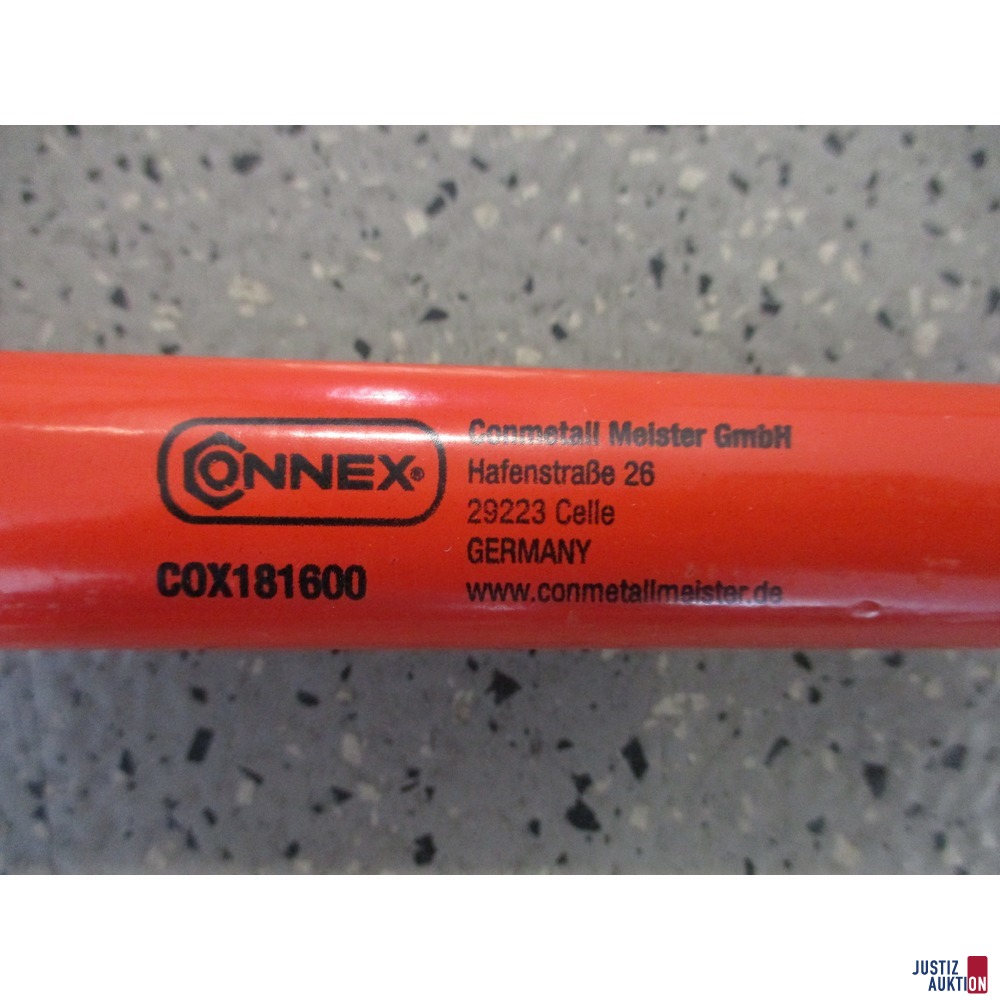 CONNEX®
COX181600
Conmetall Meister GmbH
Hafenstraße 26
29223 Celle
GERMANY
www.conmetallmeister.de
JUSTIZ
AUKTION